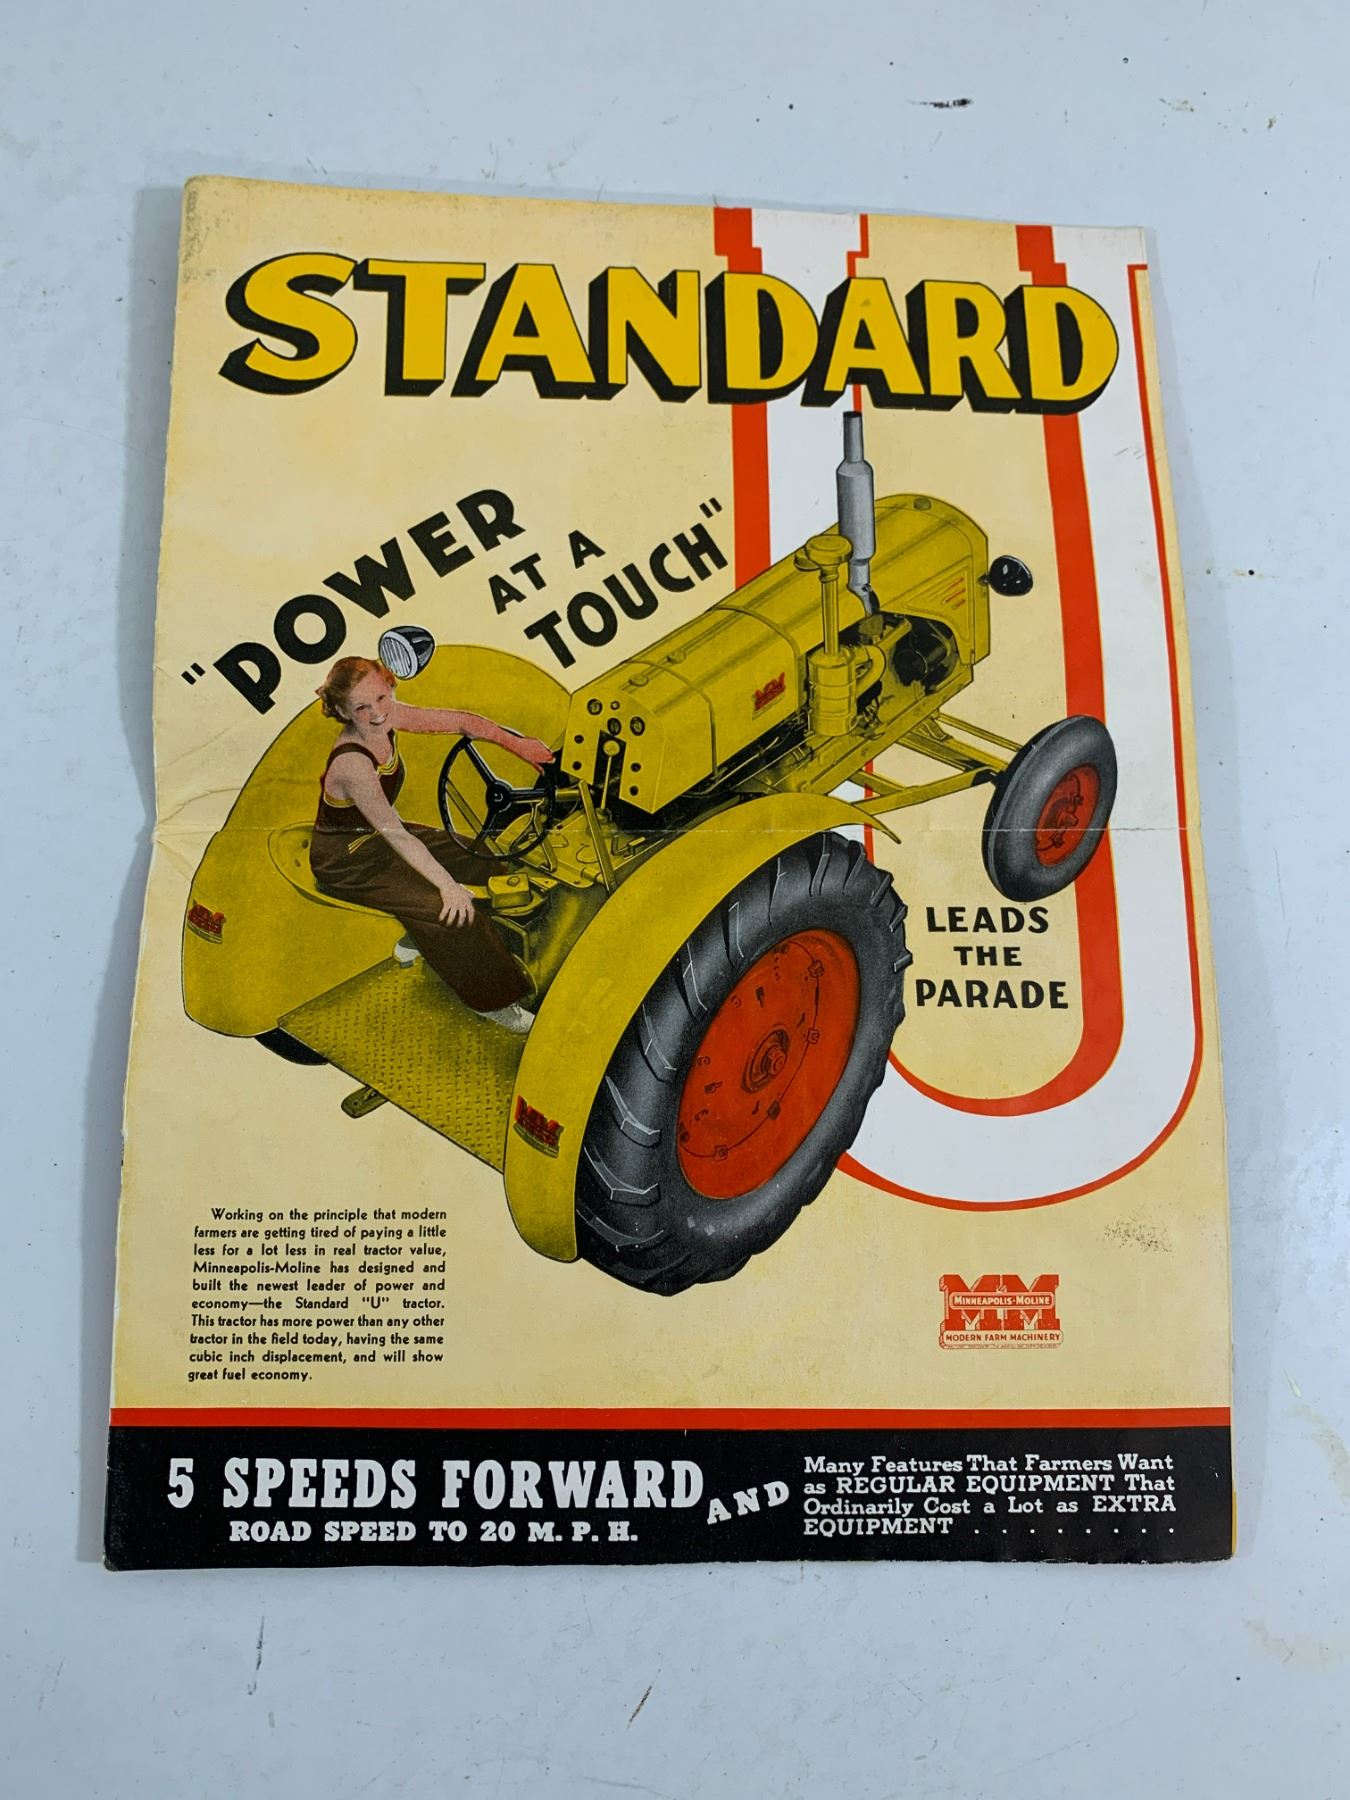 STANDARD
U
"POWER
AT A
TOUCH"
MM
LEADS
THE
PARADE
MM
MM
Working on the principle that modern
farmers are getting tired of paying a little
less for a lot less in real tractor value,
Minneapolis-Moline has designed and
built the newest leader of power and
economy—the Standard "U" tractor.
This tractor has more power than any other
tractor in the field today, having the same
cubic inch displacement, and will show
great fuel economy.
MM
MINNEAPOLIS-MOLINE
MODERN FARM MACHINERY
5 SPEEDS FORWARD
ROAD SPEED TO 20 M. P. H.
AND
Many Features That Farmers Want
as REGULAR EQUIPMENT That
Ordinarily Cost a Lot as EXTRA
EQUIPMENT . . . . . . . .